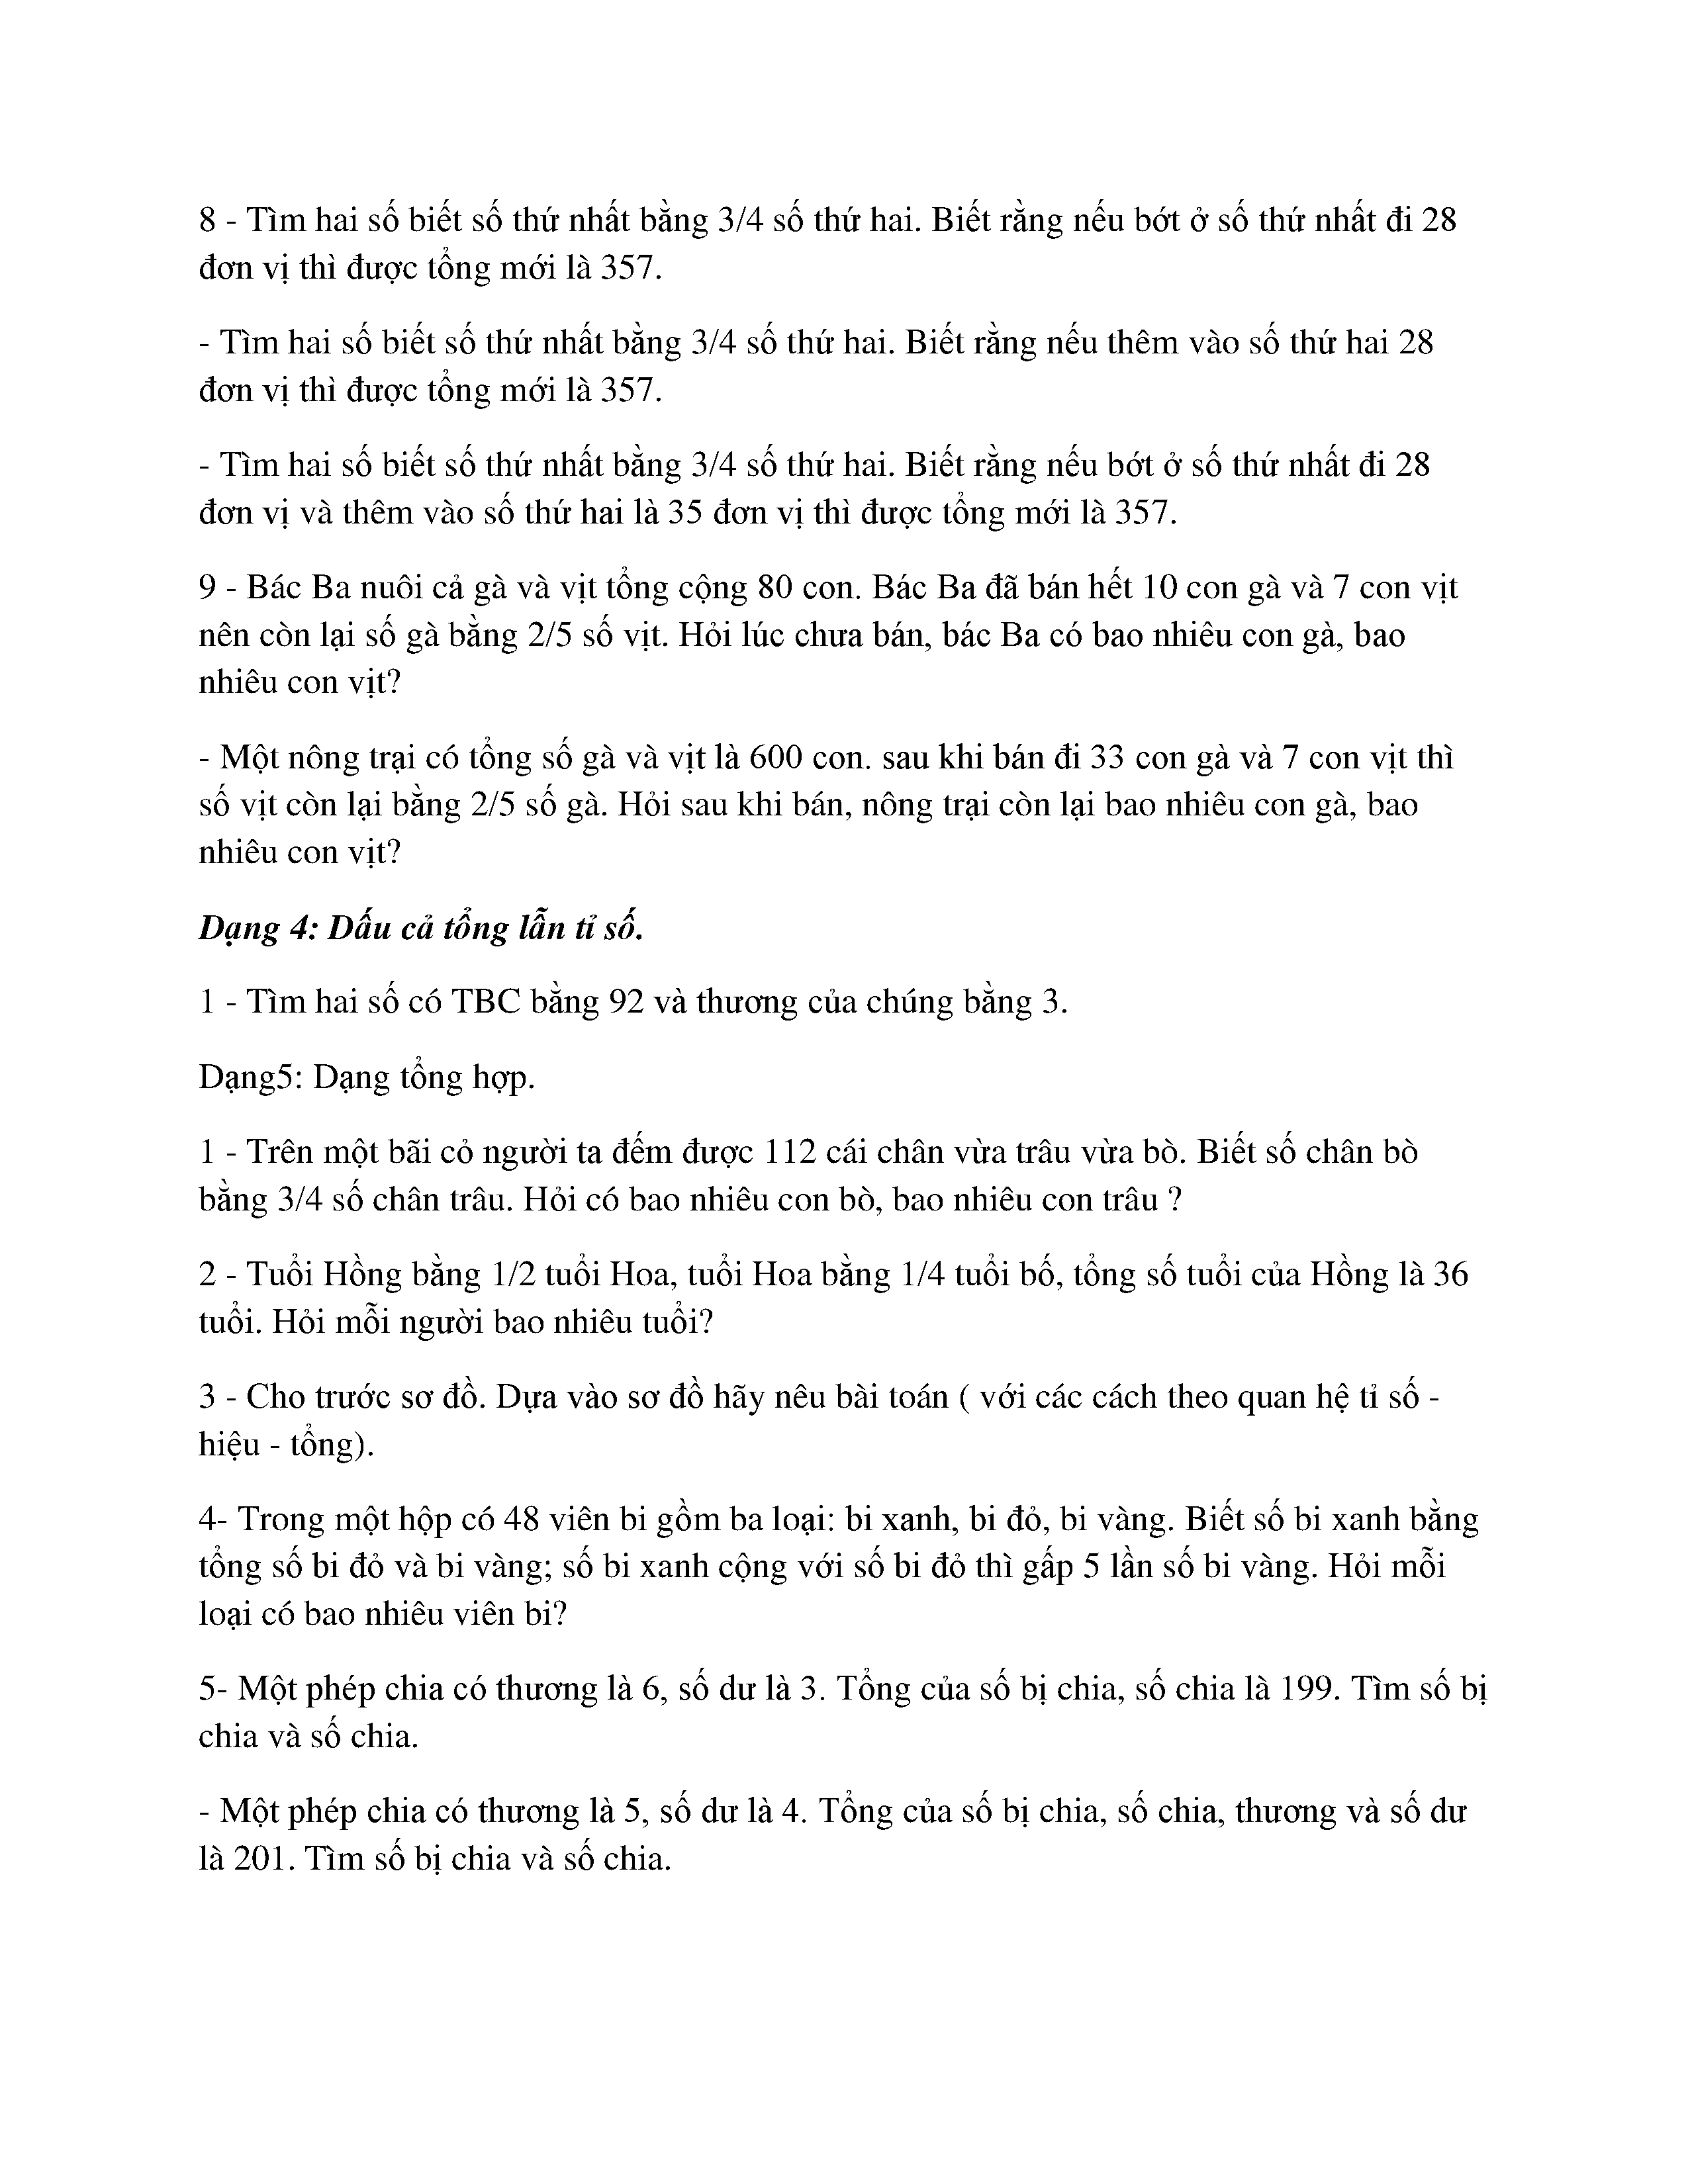 8 - Tìm hai số biết số thứ nhất bằng 3/4 số thứ hai. Biết rằng nếu bớt ở số thứ nhất đi 28
đơn vị thì được tổng mới là 357.
- Tìm hai số biết số thứ nhất bằng 3/4 số thứ hai. Biết rằng nếu thêm vào số thứ hai 28
đơn vị thì được tổng mới là 357.
- Tìm hai số biết số thứ nhất bằng 3/4 số thứ hai. Biết rằng nếu bớt ở số thứ nhất đi 28
đơn vị và thêm vào số thứ hai là 35 đơn vị thì được tổng mới là 357.
9 - Bác Ba nuôi cả gà và vịt tổng cộng 80 con. Bác Ba đã bán hết 10 con gà và 7 con vịt
nên còn lại số gà bằng 2/5 số vịt. Hỏi lúc chưa bán, bác Ba có bao nhiêu con gà, bao
nhiêu con vịt?
- Một nông trại có tổng số gà và vịt là 600 con. sau khi bán đi 33 con gà và 7 con vịt thì
số vịt còn lại bằng 2/5 số gà. Hỏi sau khi bán, nông trại còn lại bao nhiêu con gà, bao
nhiêu con vịt?
Dạng 4: Dấu cả tổng lẫn tỉ số.
1 - Tìm hai số có TBC bằng 92 và thương của chúng bằng 3.
Dạng5: Dạng tổng hợp.
1 - Trên một bãi cỏ người ta đếm được 112 cái chân vừa trâu vừa bò. Biết số chân bò
bằng 3/4 số chân trâu. Hỏi có bao nhiêu con bò, bao nhiêu con trâu ?
2 - Tuổi Hồng bằng 1/2 tuổi Hoa, tuổi Hoa bằng 1/4 tuổi bố, tổng số tuổi của Hồng là 36
tuổi. Hỏi mỗi người bao nhiêu tuổi?
3 - Cho trước sơ đồ. Dựa vào sơ đồ hãy nêu bài toán ( với các cách theo quan hệ tỉ số -
hiệu - tổng).
4- Trong một hộp có 48 viên bi gồm ba loại: bi xanh, bi đỏ, bi vàng. Biết số bi xanh bằng
tổng số bi đỏ và bi vàng; số bi xanh cộng với số bi đỏ thì gấp 5 lần số bi vàng. Hỏi mỗi
loại có bao nhiêu viên bi?
5- Một phép chia có thương là 6, số dư là 3. Tổng của số bị chia, số chia là 199. Tìm số bị
chia và số chia.
- Một phép chia có thương là 5, số dư là 4. Tổng của số bị chia, số chia, thương và số dư
là 201. Tìm số bị chia và số chia.